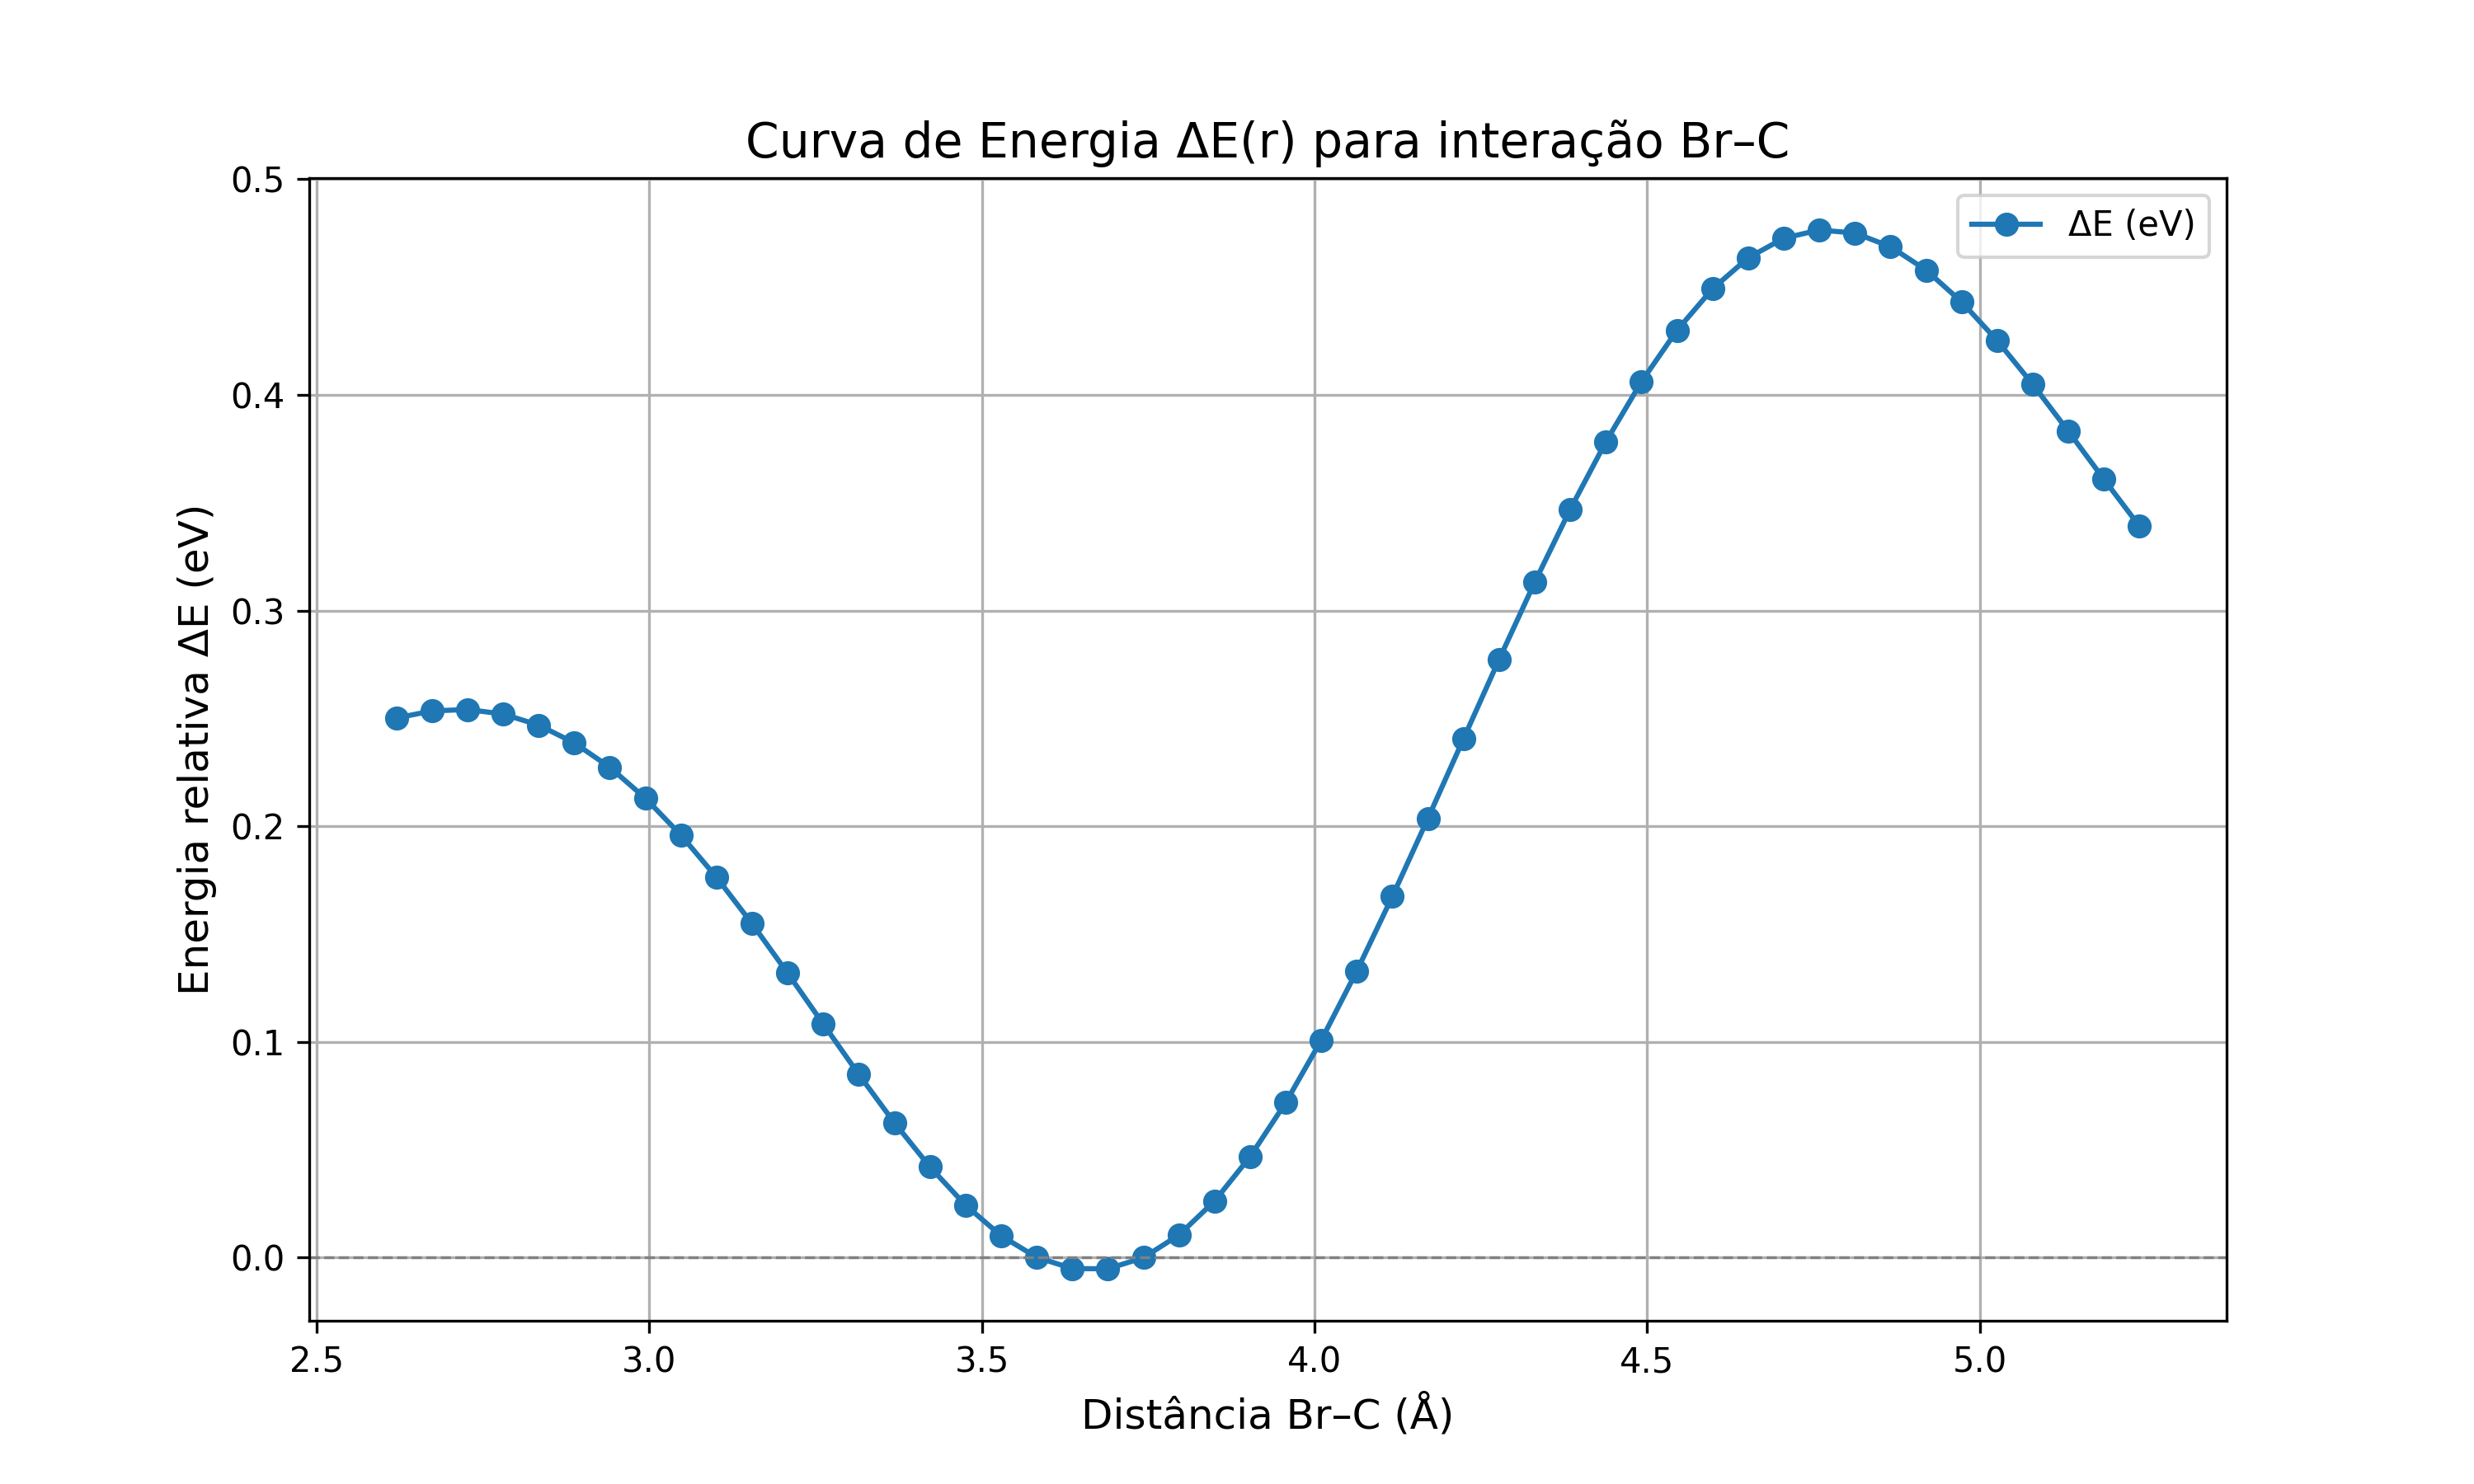 Curva de Energia ΔE(r) para interação Br–C
ΔE (eV)
Energia relativa ΔE (eV)
0.5
0.4
0.3
0.2
0.1
0.0
2.5 3.0 3.5 4.0 4.5 5.0
Distância Br–C (Å)